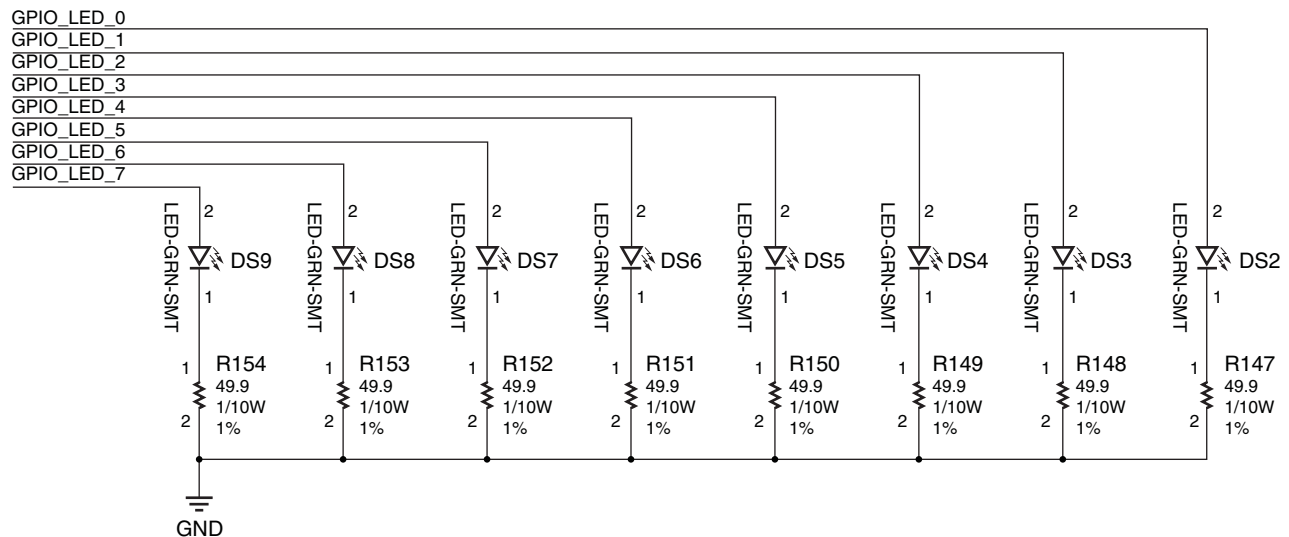 GPIO_LED_0
GPIO_LED_1
GPIO_LED_2
GPIO_LED_3
GPIO_LED_4
GPIO_LED_5
GPIO_LED_6
GPIO_LED_7
LED-GRN-SMT 2 DS9 1
LED-GRN-SMT 2 DS8 1
LED-GRN-SMT 2 DS7 1
LED-GRN-SMT 2 DS6 1
LED-GRN-SMT 2 DS5 1
LED-GRN-SMT 2 DS4 1
LED-GRN-SMT 2 DS3 1
LED-GRN-SMT 2 DS2 1
1 R154
49.9
1/10W
2 1%
1 R153
49.9
1/10W
2 1%
1 R152
49.9
1/10W
2 1%
1 R151
49.9
1/10W
2 1%
1 R150
49.9
1/10W
2 1%
1 R149
49.9
1/10W
2 1%
1 R148
49.9
1/10W
2 1%
1 R147
49.9
1/10W
2 1%
GND